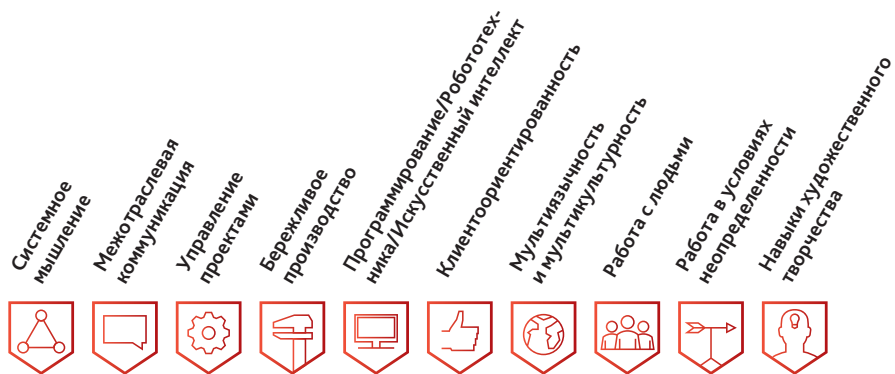 Системное
мышление
Межотраслевая
коммуникация
Управление
проектами
Бережливое
производство
Программирование/Робототех-
ника/Искусственный интеллект
Клиентоориентированность
Мультиязычность
и мультикультурность
Работа с людьми
Работа в условиях
неопределенности
Навыки художественного
творчества